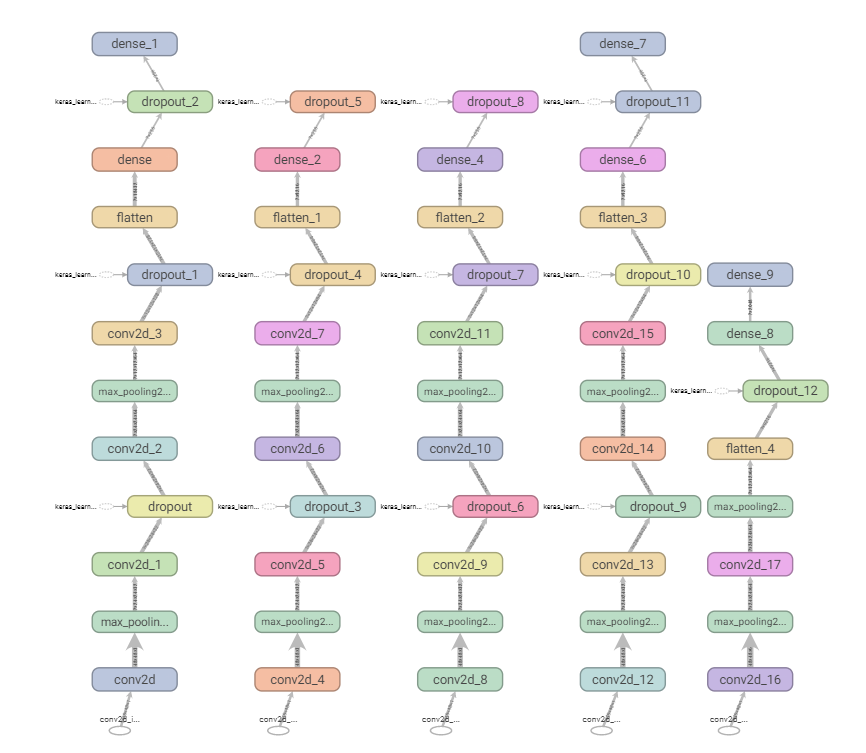 dense_1
dense_7
keras_learn...
dropout_2
keras_learn...
dropout_5
keras_learn...
dropout_8
keras_learn...
dropout_11
dense
dense_2
dense_4
dense_6
flatten
flatten_1
flatten_2
flatten_3
keras_learn...
dropout_1
keras_learn...
dropout_4
keras_learn...
dropout_7
keras_learn...
dropout_10
dense_9
conv2d_3
conv2d_7
conv2d_11
conv2d_15
dense_8
max_pooling2...
max_pooling2...
max_pooling2...
max_pooling2...
keras_learn...
dropout_12
conv2d_2
conv2d_6
conv2d_10
conv2d_14
flatten_4
keras_learn...
dropout
keras_learn...
dropout_3
keras_learn...
dropout_6
keras_learn...
dropout_9
max_pooling2...
conv2d_1
conv2d_5
conv2d_9
conv2d_13
conv2d_17
max_poolin...
max_pooling2...
max_pooling2...
max_pooling2...
max_pooling2...
conv2d
conv2d_4
conv2d_8
conv2d_12
conv2d_16
conv2d_i...
conv2d_...
conv2d_...
conv2d_...
conv2d_...